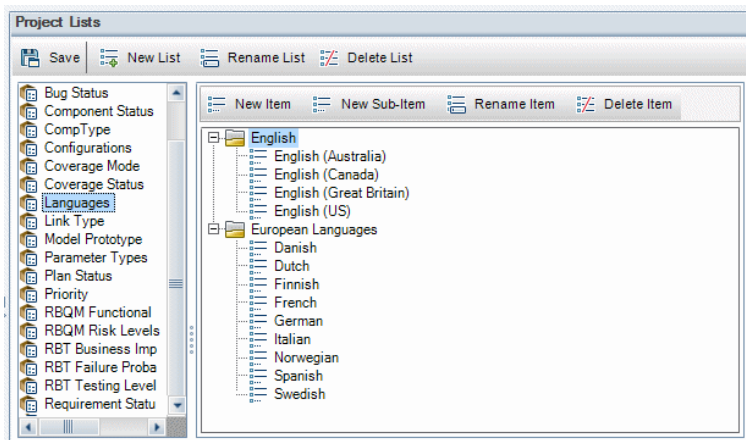 Project Lists
Save New List Rename List Delete List
Bug Status
Component Status
CompType
Configurations
Coverage Mode
Coverage Status
Languages
Link Type
Model Prototype
Parameter Types
Plan Status
Priority
RBQM Functional
RBQM Risk Levels
RBT Business Imp
RBT Failure Proba
RBT Testing Level
Requirement Statu
New Item New Sub-Item Rename Item Delete Item
English
English (Australia)
English (Canada)
English (Great Britain)
English (US)
European Languages
Danish
Dutch
Finnish
French
German
Italian
Norwegian
Spanish
Swedish